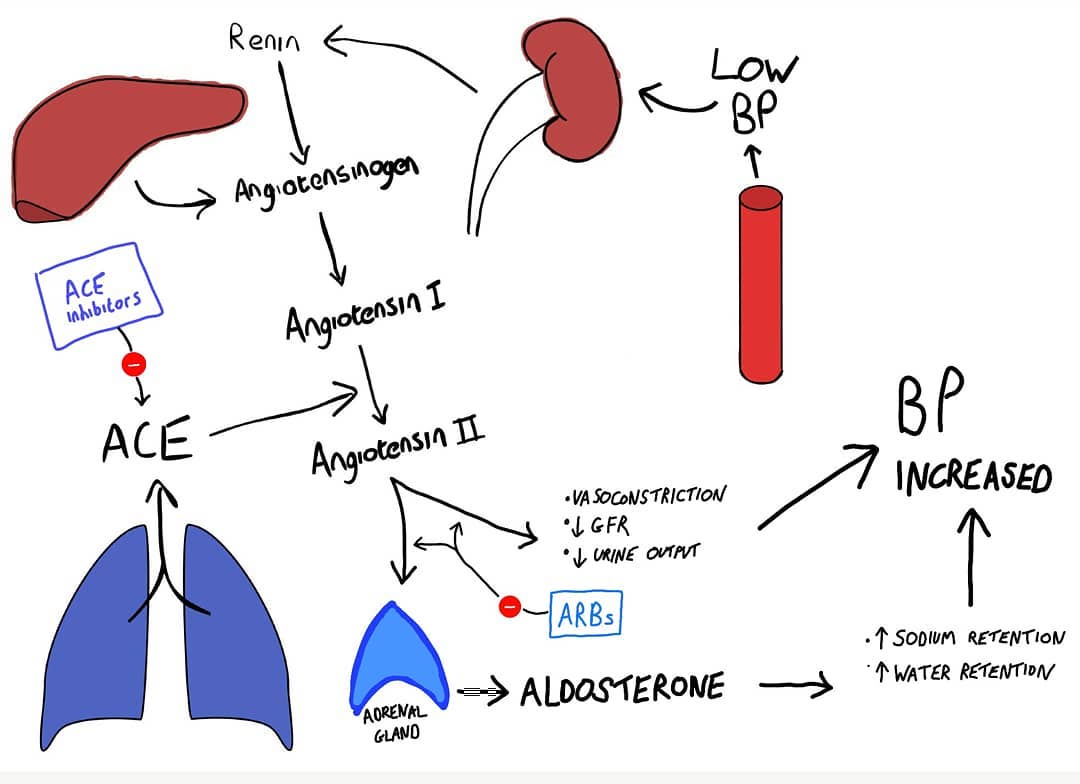 Renin
LOW
BP
Angiotensinogen
ACE
inhibitors
Angiotensin I
ACE
Angiotensin II
BP
INCREASED
•VASOCONSTRICTION
•↓ GFR
•↓ URINE OUTPUT
ARBs
•↑ SODIUM RETENTION
•↑ WATER RETENTION
ALDOSTERONE
ADRENAL
GLAND